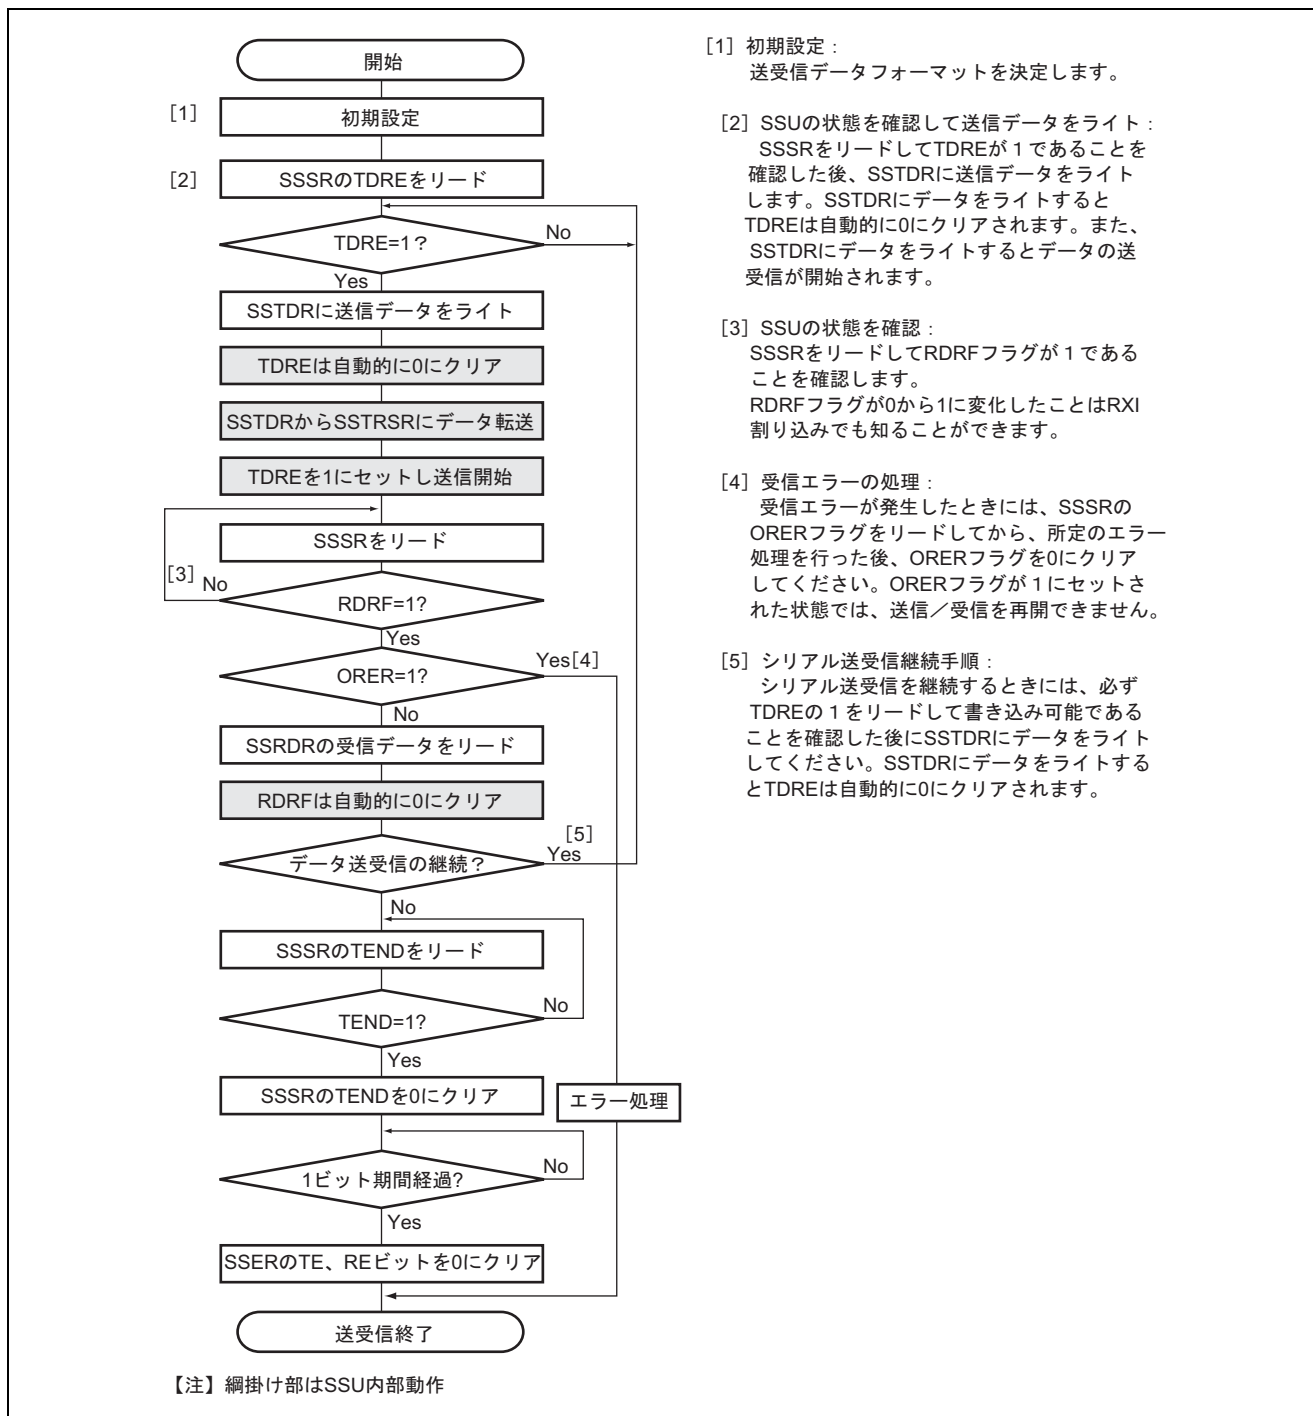 開始
[1]
初期設定
[2]
SSSRのTDREをリード
TDRE=1？
No
Yes
SSTDRに送信データをライト
TDREは自動的に0にクリア
SSTDRからSSTRSRにデータ転送
TDREを1にセットし送信開始
SSSRをリード
[3]
No
RDRF=1?
Yes
ORER=1?
Yes[4]
No
SSRDRの受信データをリード
RDRFは自動的に0にクリア
[5]
データ送受信の継続？
Yes
No
SSSRのTENDをリード
TEND=1?
No
Yes
SSSRのTENDを0にクリア
エラー処理
1ビット期間経過?
No
Yes
SSERのTE、REビットを0にクリア
送受信終了
【注】網掛け部はSSU内部動作
[1] 初期設定：
送受信データフォーマットを決定します。
[2] SSUの状態を確認して送信データをライト：
SSSRをリードしてTDREが１であることを
確認した後、SSTDRに送信データをライト
します。SSTDRにデータをライトすると
TDREは自動的に0にクリアされます。また、
SSTDRにデータをライトするとデータの送
受信が開始されます。
[3] SSUの状態を確認：
SSSRをリードしてRDRFフラグが１である
ことを確認します。
RDRFフラグが0から1に変化したことはRXI
割り込みでも知ることができます。
[4] 受信エラーの処理：
受信エラーが発生したときには、SSSRの
ORERフラグをリードしてから、所定のエラー
処理を行った後、ORERフラグを0にクリア
してください。ORERフラグが１にセットさ
れた状態では、送信／受信を再開できません。
[5] シリアル送受信継続手順：
シリアル送受信を継続するときには、必ず
TDREの１をリードして書き込み可能である
ことを確認した後にSSTDRにデータをライト
してください。SSTDRにデータをライトする
とTDREは自動的に0にクリアされます。